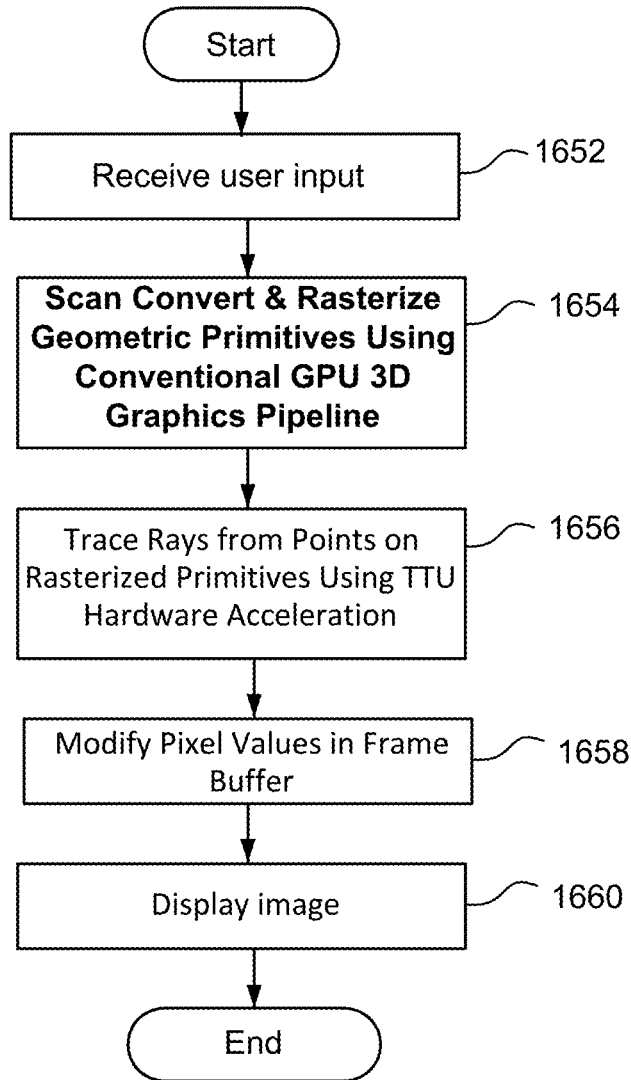 Start
Receive user input
1652
Scan Convert & Rasterize
Geometric Primitives Using
Conventional GPU 3D
Graphics Pipeline
1654
Trace Rays from Points on
Rasterized Primitives Using TTU
Hardware Acceleration
1656
Modify Pixel Values in Frame
Buffer
1658
Display image
1660
End